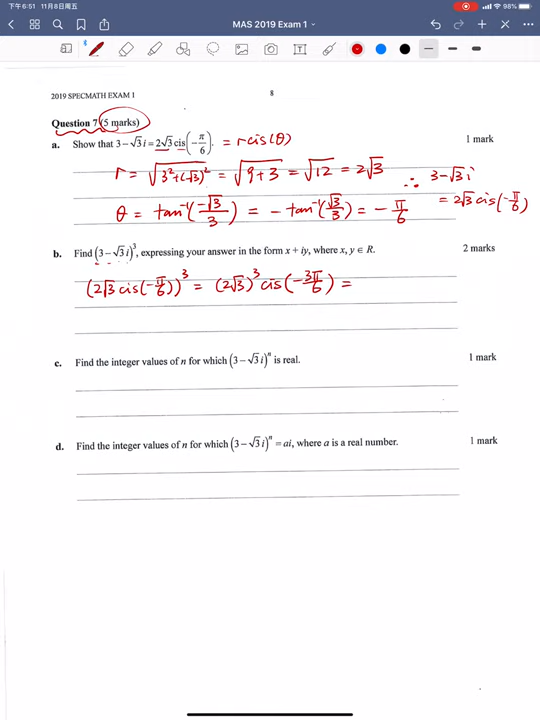 下午6:51 11月8日周五
98%
MAS 2019 Exam 1
2019 SPECMATH EXAM 1
8
Question 7 (5 marks)
a. Show that 3 − √3 i = 2√3 cis(−π/6). = r cis(θ)
1 mark
r = √(3² + (−√3)²) = √(9 + 3) = √12 = 2√3 ∴ 3 − √3 i
θ = tan⁻¹(−√3/3) = − tan⁻¹(√3/3) = − π/6 = 2√3 cis(−π/6)
b. Find (3 − √3 i)³, expressing your answer in the form x + iy, where x, y ∈ R.
2 marks
(2√3 cis(−π/6))³ = (2√3)³ cis(−3π/6) =
c. Find the integer values of n for which (3 − √3 i)ⁿ is real.
1 mark
d. Find the integer values of n for which (3 − √3 i)ⁿ = ai, where a is a real number.
1 mark